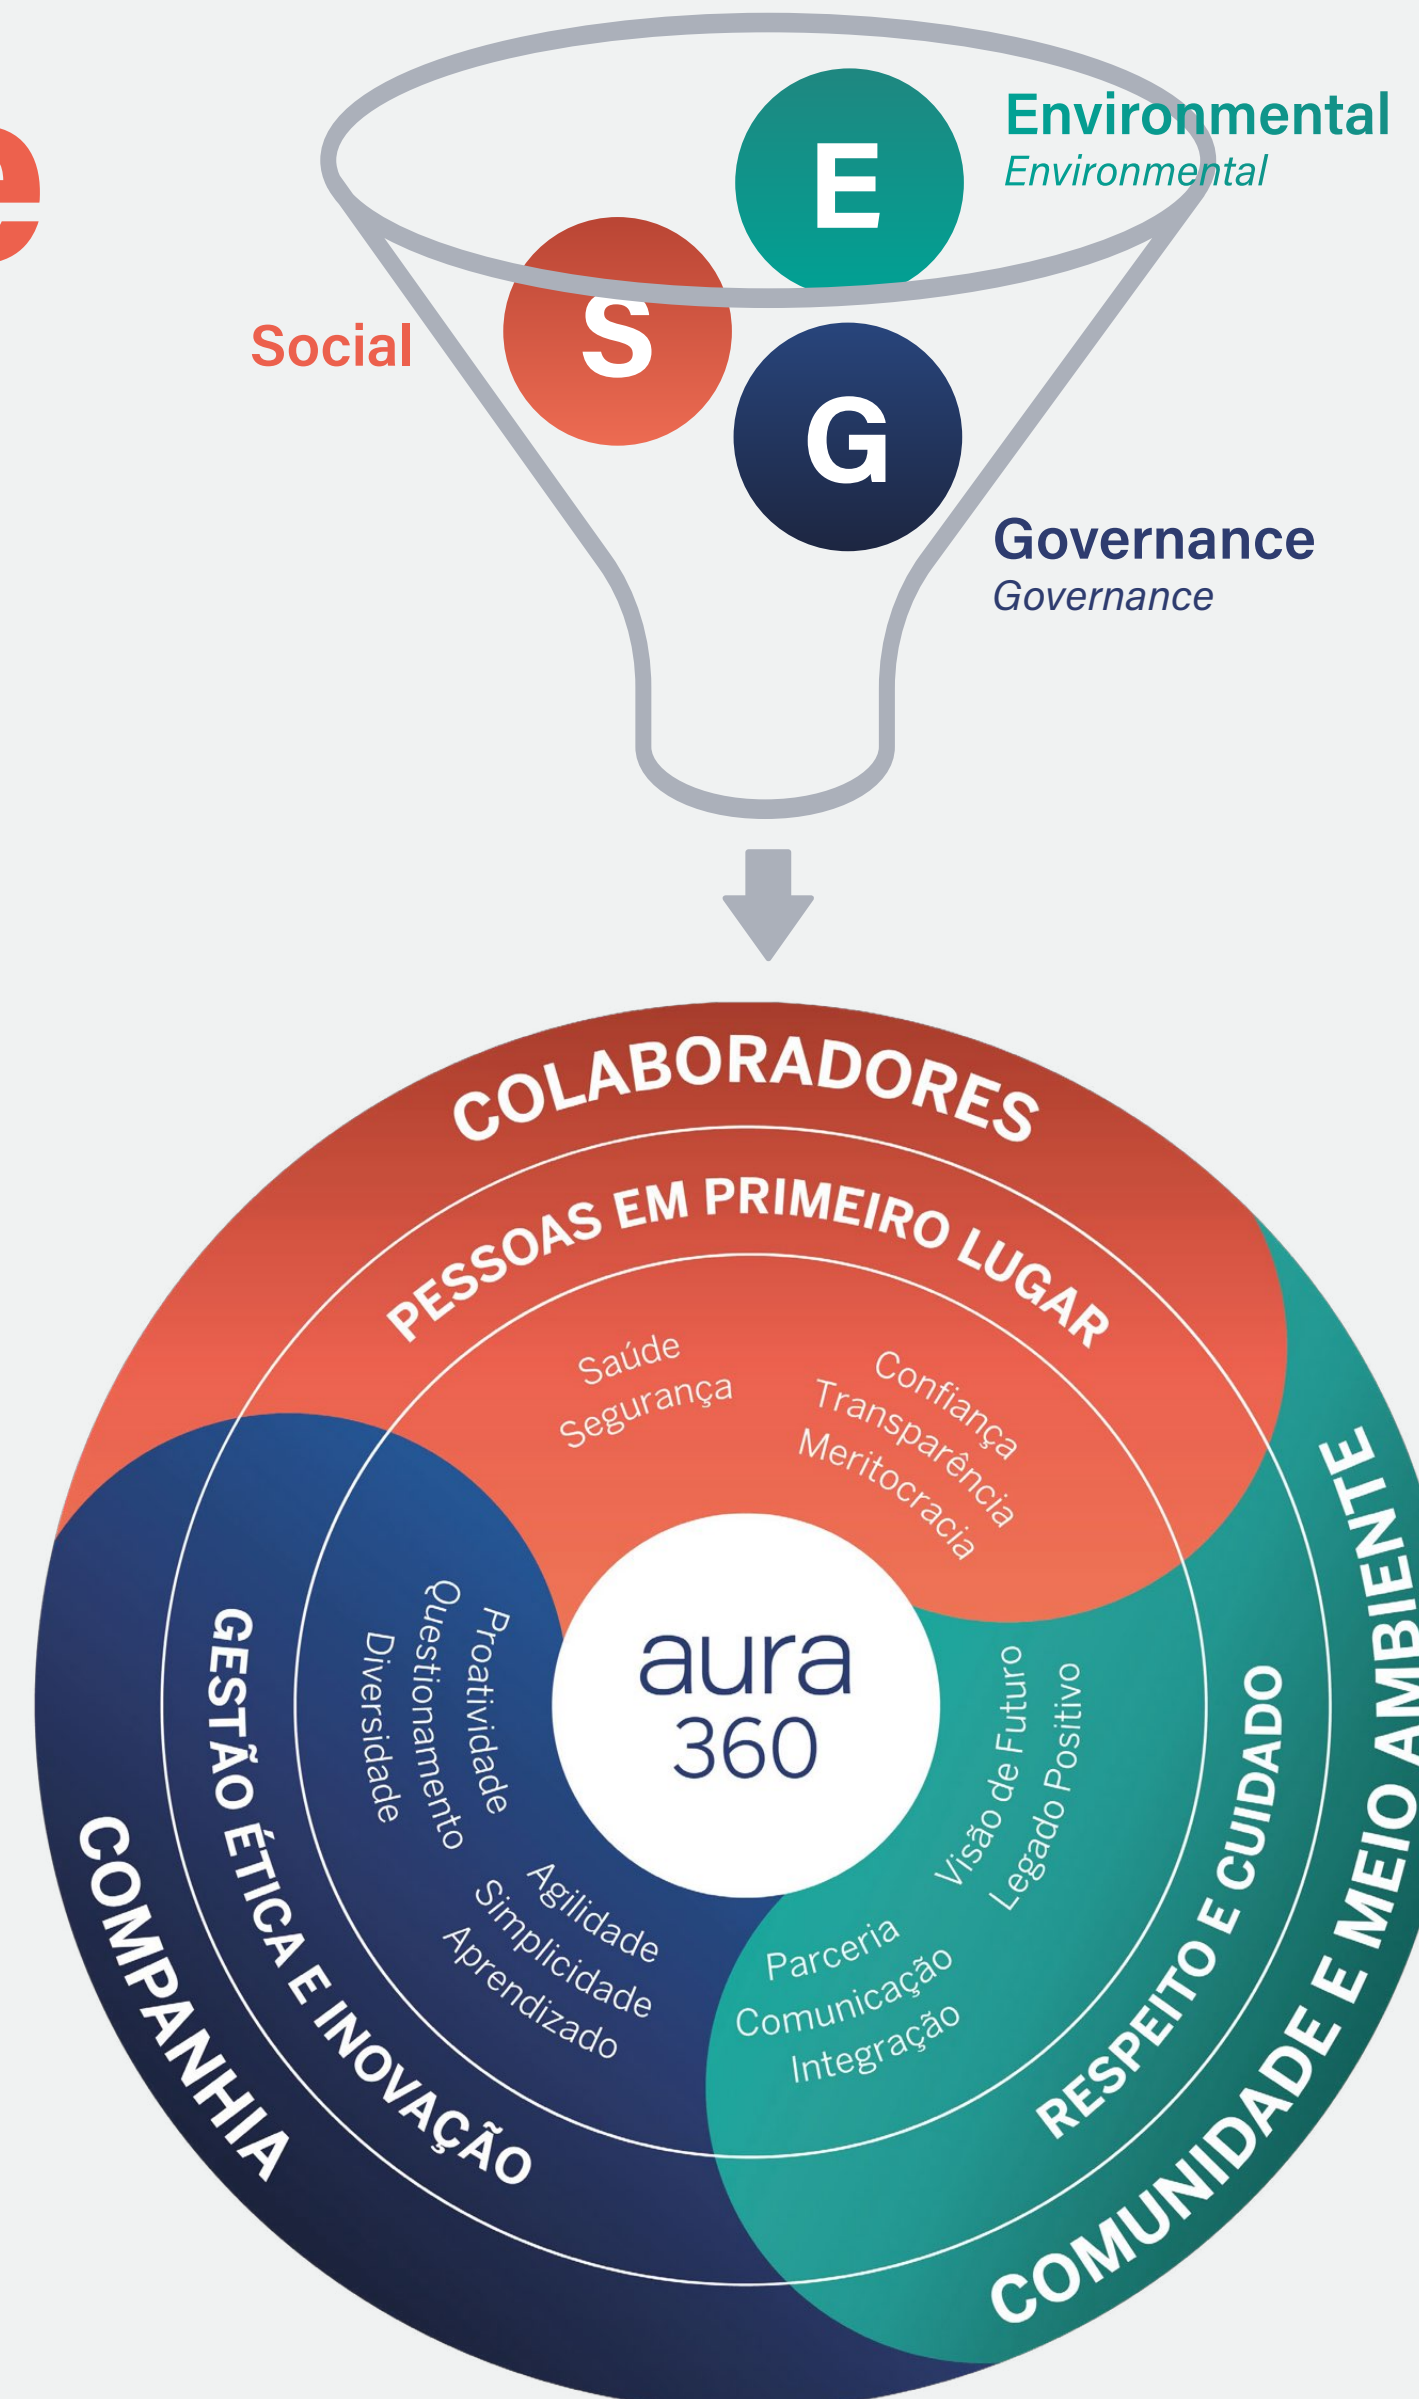 e
E
Environmental
Environmental
S
Social
G
Governance
Governance
COLABORADORES
PESSOAS EM PRIMEIRO LUGAR
Saúde
Segurança
Confiança
Transparência
Meritocracia
aura
360
COMPANHIA
GESTÃO ÉTICA E INOVAÇÃO
Proatividade
Questionamento
Diversidade
Agilidade
Simplicidade
Aprendizado
COMUNIDADE E MEIO AMBIENTE
RESPEITO E CUIDADO
Visão de Futuro
Legado Positivo
Parceria
Comunicação
Integração